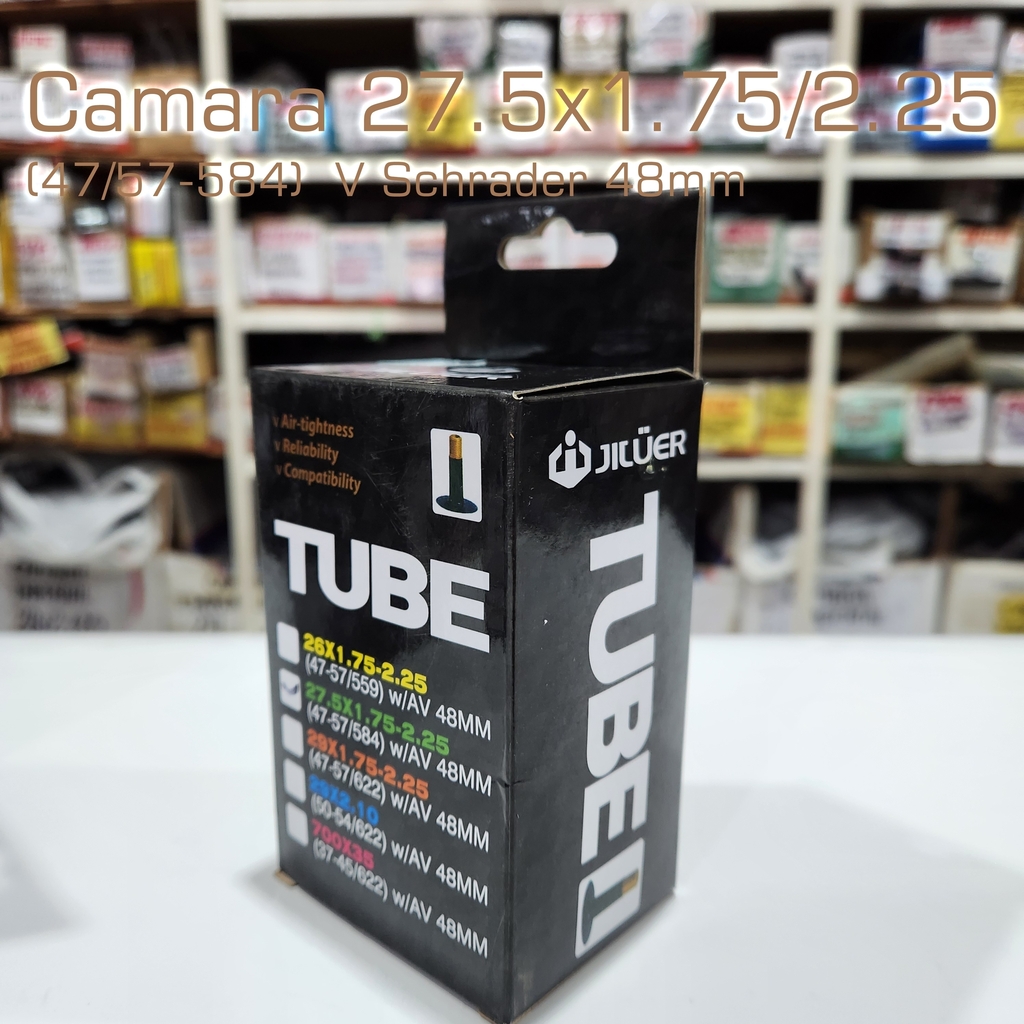 Camara 27.5x1.75/2.25
(47/57-584) V Schrader 48mm
v Air-tightness
v Reliability
v Compatibility
TUBE
26X1.75-2.25
(47-57/559) w/AV 48MM
27.5X1.75-2.25
(47-57/584) w/AV 48MM
29X1.75-2.25
(47-57/622) w/AV 48MM
29X2.10
(50-54/622) w/AV 48MM
700X35
(37-45/622) w/AV 48MM
JILÜER
TUBE